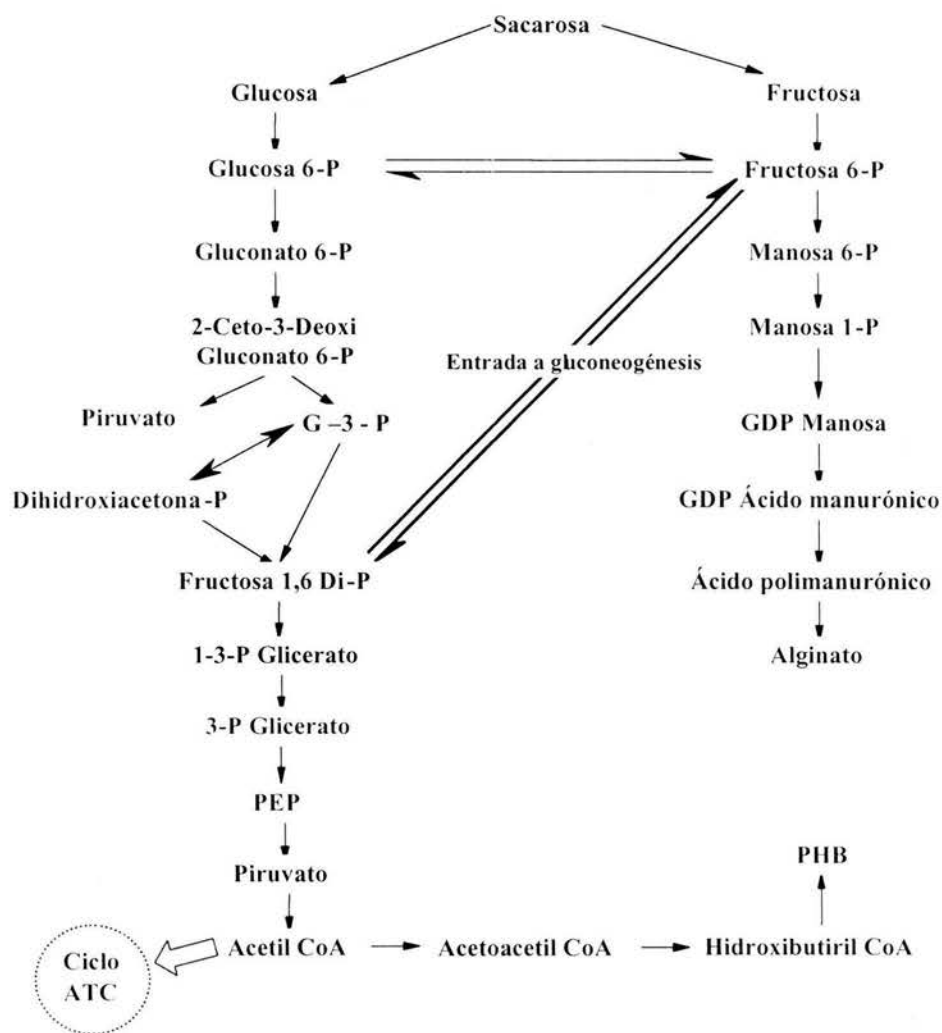 Sacarosa
Glucosa
Fructosa
Glucosa 6-P
Fructosa 6-P
Gluconato 6-P
Manosa 6-P
2-Ceto-3-Deoxi
Gluconato 6-P
Manosa 1-P
Entrada a gluconeogénesis
Piruvato
G –3 - P
GDP Manosa
Dihidroxiacetona-P
GDP Ácido manurónico
Fructosa 1,6 Di-P
Ácido polimanurónico
1-3-P Glicerato
Alginato
3-P Glicerato
PEP
Piruvato
PHB
Ciclo
ATC
Acetil CoA
Acetoacetil CoA
Hidroxibutiril CoA